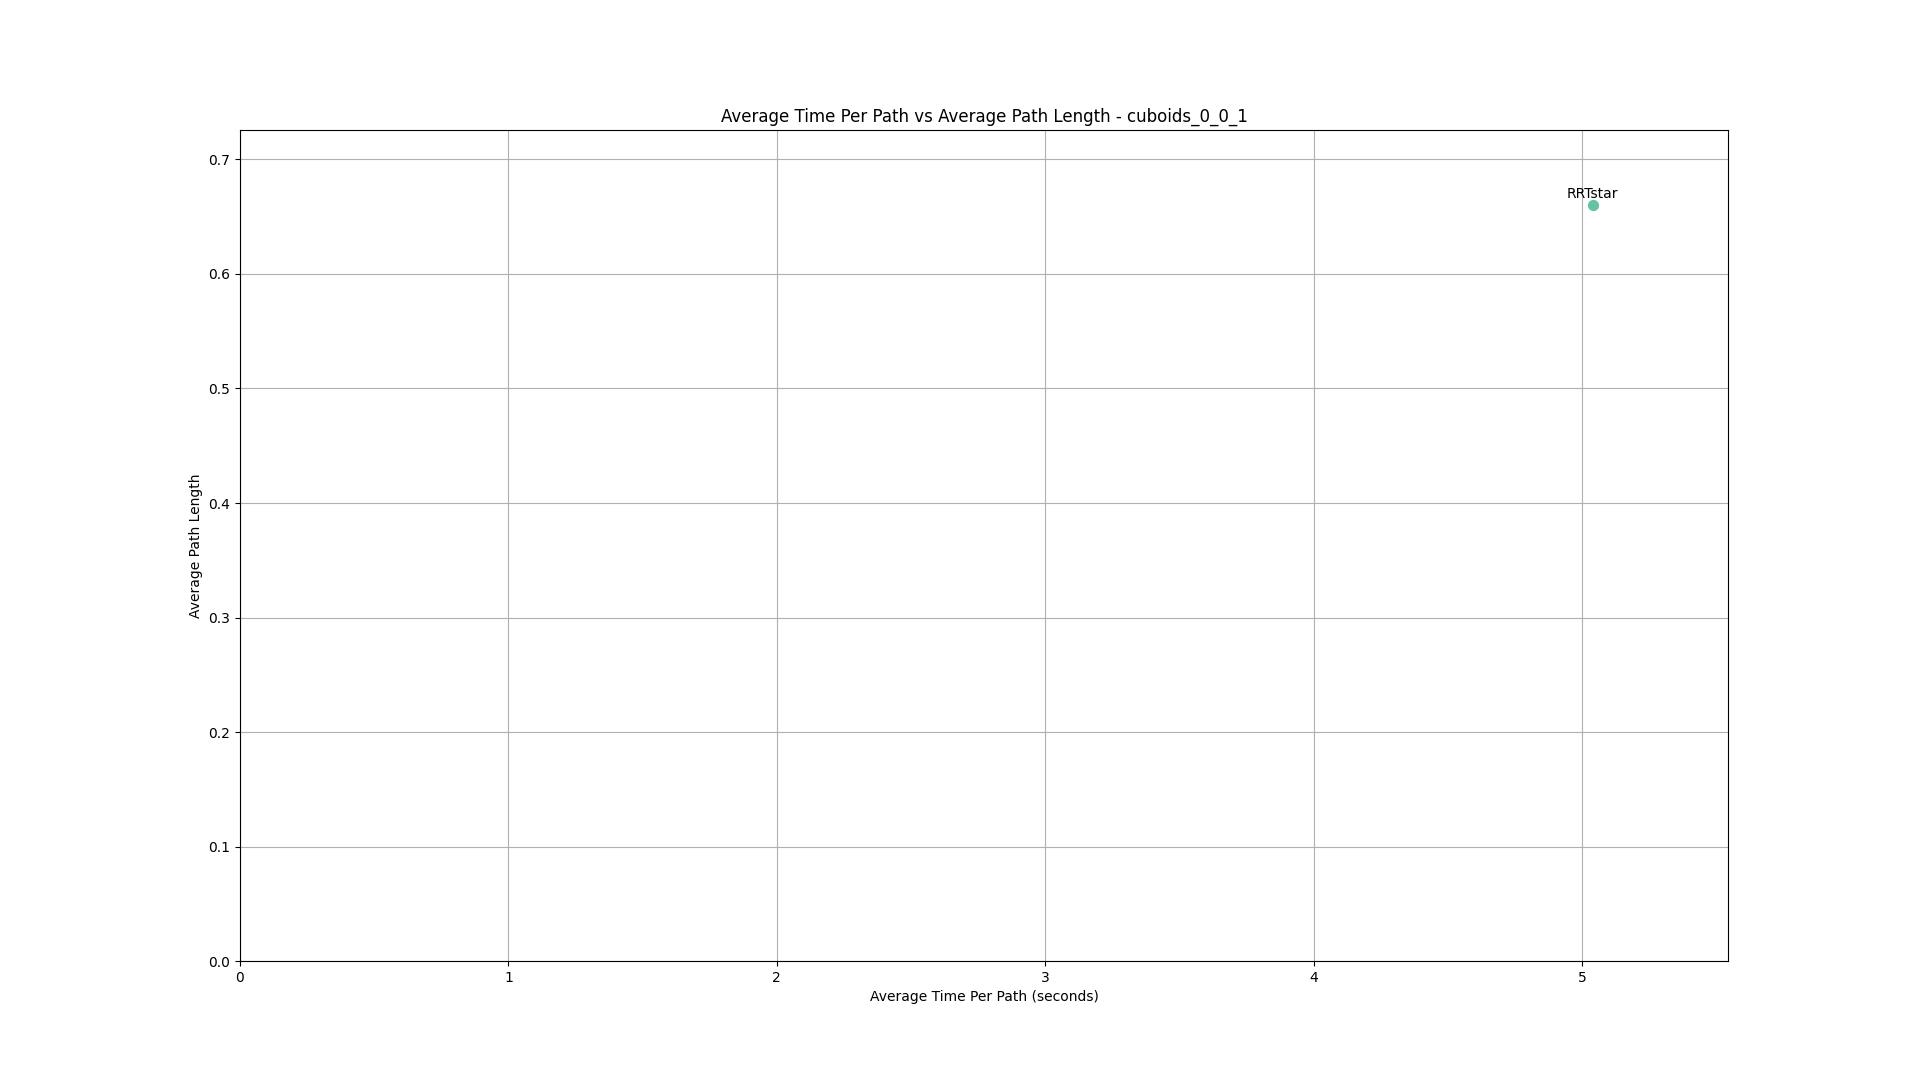 Average Time Per Path vs Average Path Length - cuboids_0_0_1
0.7
RRTstar
0.6
0.5
0.4
Average Path Length
0.3
0.2
0.1
0.0
0 1 2 3 4 5
Average Time Per Path (seconds)